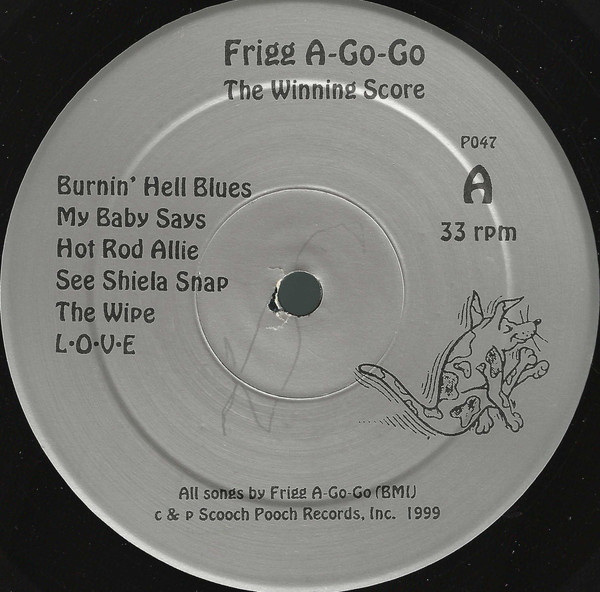 Frigg A-Go-Go
The Winning Score
P047
A
33 rpm
Burnin' Hell Blues
My Baby Says
Hot Rod Allie
See Shiela Snap
The Wipe
L•O•V•E
All songs by Frigg A-Go-Go (BMI)
c & p Scooch Pooch Records, Inc. 1999